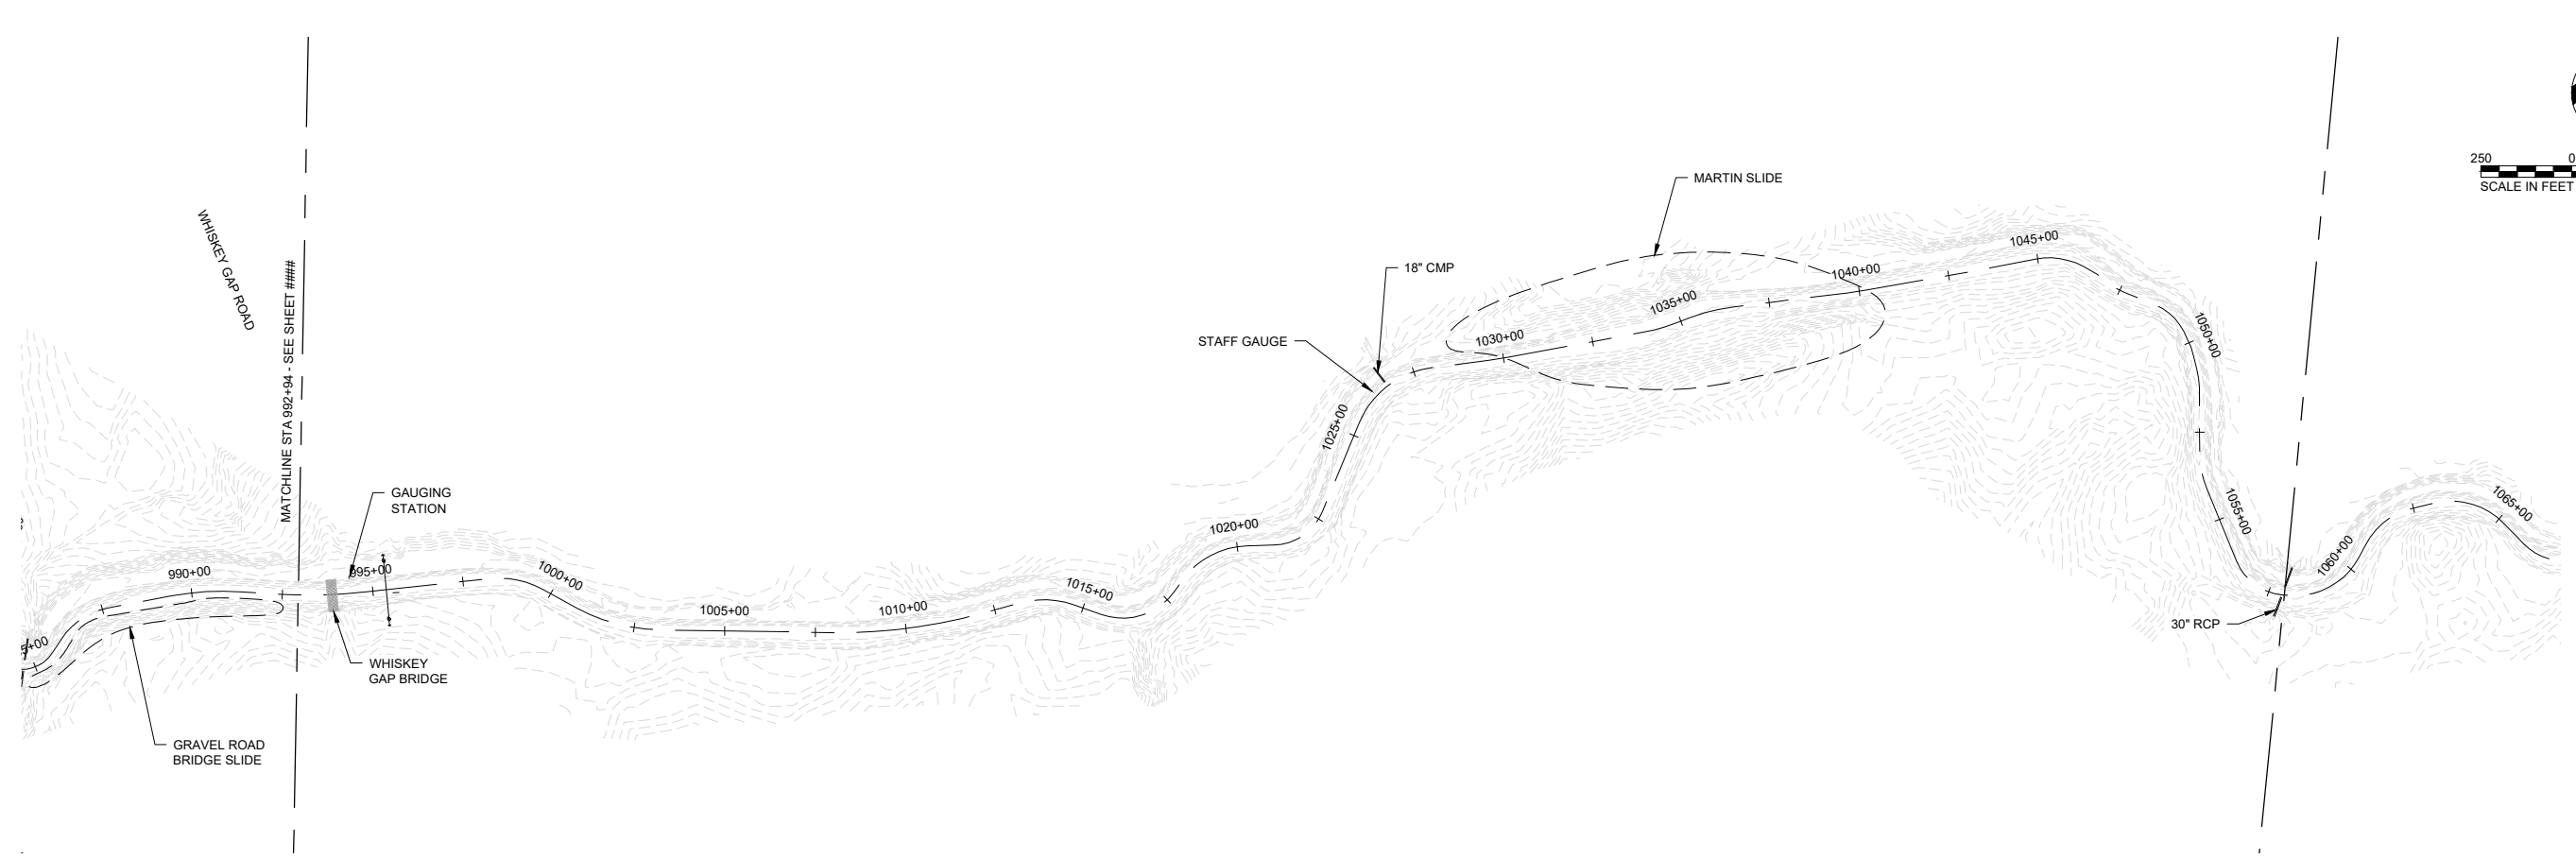 MARTIN SLIDE
250 0
SCALE IN FEET
WHISKEY GAP ROAD
MATCHLINE STA 992+94 - SEE SHEET ####
18" CMP
STAFF GAUGE
GAUGING
STATION
WHISKEY
GAP BRIDGE
GRAVEL ROAD
BRIDGE SLIDE
30" RCP
5+00
990+00
995+00
1000+00
1005+00
1010+00
1015+00
1020+00
1025+00
1030+00
1035+00
1040+00
1045+00
1050+00
1055+00
1060+00
1065+00